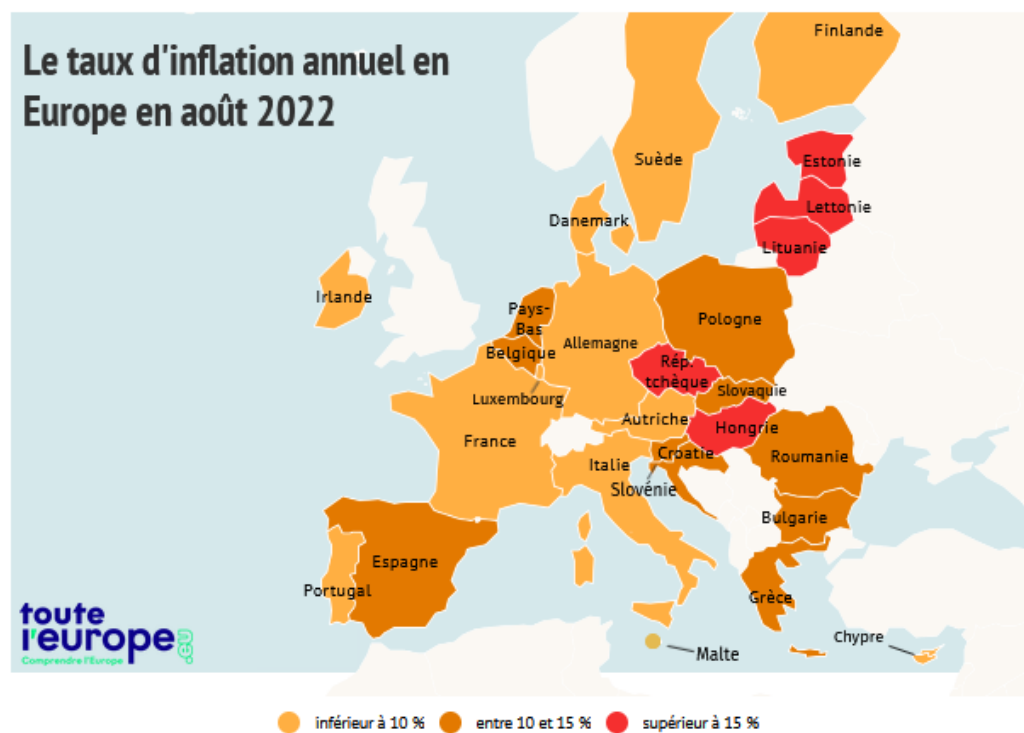 Le taux d'inflation annuel en
Europe en août 2022
Finlande
Suède
Estonie
Lettonie
Lituanie
Danemark
Irlande
Pays-
Bas
Pologne
Allemagne
Belgique
Rép.
tchèque
Slovaquie
Luxembourg
Autriche
Hongrie
France
Croatie
Roumanie
Italie
Slovénie
Bulgarie
Espagne
Portugal
Grèce
Chypre
Malte
toute
l'europe.eu
Comprendre l'Europe
inférieur à 10 %
entre 10 et 15 %
supérieur à 15 %